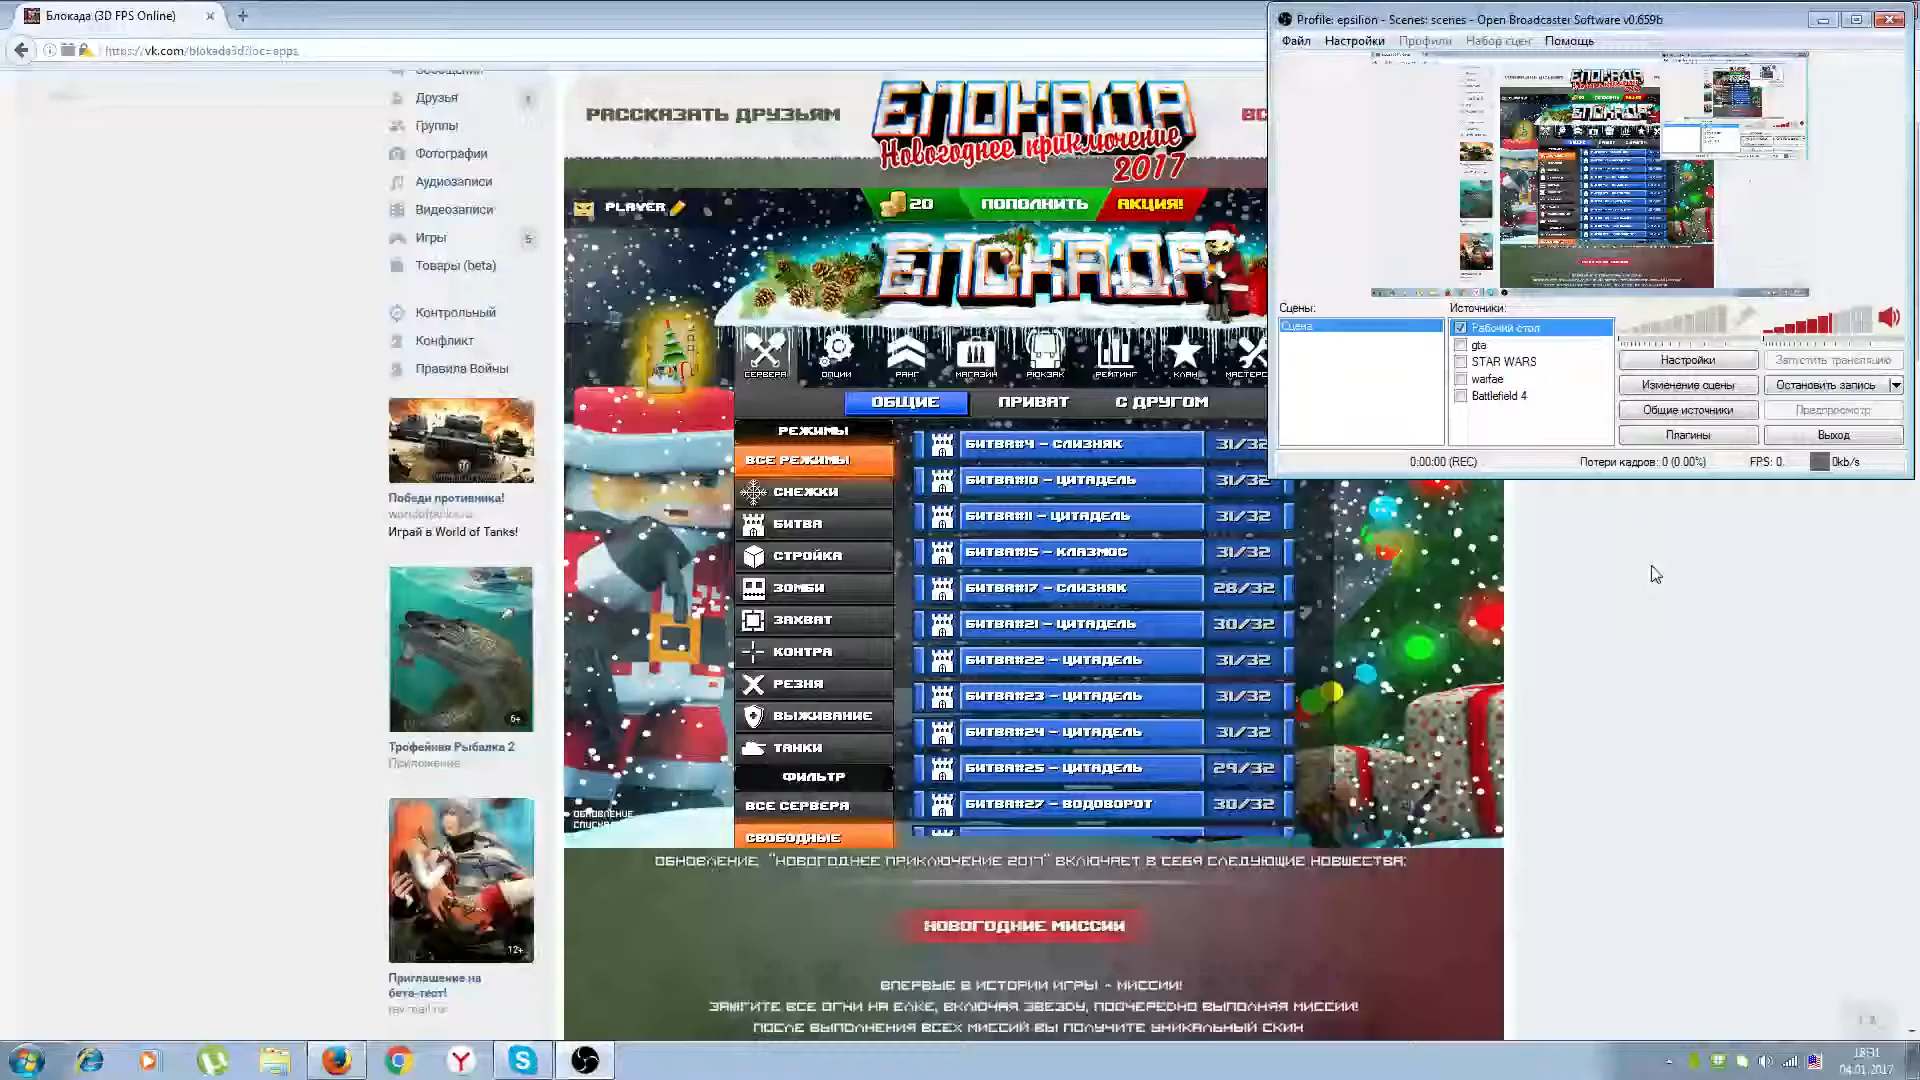 Блокада (3D FPS Online)
https://vk.com/blokada3d?loc=apps
Друзья
Группы
Фотографии
Аудиозаписи
Видеозаписи
Игры 5
Товары (beta)
Контрольный
Конфликт
Правила Войны
Победи противника!
worldoftanks.ru
Играй в World of Tanks!
6+
Трофейная Рыбалка 2
Приложение
12+
Приглашение на
бета-тест!
РАССКАЗАТЬ ДРУЗЬЯМ
БЛОКАДА
Новогоднее приключение
2017
PLAYER
20
ПОПОЛНИТЬ
АКЦИЯ!
БЛОКАДА
СЕРВЕРА
ОПЦИИ
РАНГ
МАГАЗИН
РЮКЗАК
РЕЙТИНГ
КЛАН
МАСТЕРС
ОБЩИЕ
ПРИВАТ
С ДРУГОМ
РЕЖИМЫ
ВСЕ РЕЖИМЫ
СНЕЖКИ
БИТВА
СТРОЙКА
ЗОМБИ
ЗАХВАТ
КОНТРА
РЕЗНЯ
ВЫЖИВАНИЕ
ТАНКИ
ФИЛЬТР
ВСЕ СЕРВЕРА
СВОБОДНЫЕ
БИТВА#4 - СЛИЗНЯК 31/32
БИТВА#10 - ЦИТАДЕЛЬ 31/32
БИТВА#11 - ЦИТАДЕЛЬ 31/32
БИТВА#15 - КЛАЗМОС 31/32
БИТВА#17 - СЛИЗНЯК 28/32
БИТВА#21 - ЦИТАДЕЛЬ 30/32
БИТВА#22 - ЦИТАДЕЛЬ 31/32
БИТВА#23 - ЦИТАДЕЛЬ 31/32
БИТВА#24 - ЦИТАДЕЛЬ 31/32
БИТВА#25 - ЦИТАДЕЛЬ 29/32
БИТВА#27 - ВОДОВОРОТ 30/32
ОБНОВЛЕНИЕ
СПИСКА
ОБНОВЛЕНИЕ "НОВОГОДНЕЕ ПРИКЛЮЧЕНИЕ 2017" ВКЛЮЧАЕТ В СЕБЯ СЛЕДУЮЩИЕ НОВШЕСТВА:
НОВОГОДНИЕ МИССИИ
ВПЕРВЫЕ В ИСТОРИИ ИГРЫ - МИССИИ!
ЗАЖГИТЕ ВСЕ ОГНИ НА ЕЛКЕ, ВКЛЮЧАЯ ЗВЕЗДУ, ПООЧЕРЕДНО ВЫПОЛНЯЯ МИССИИ!
ПОСЛЕ ВЫПОЛНЕНИЯ ВСЕХ МИССИЙ ВЫ ПОЛУЧИТЕ УНИКАЛЬНЫЙ СКИН
Profile: epsilion - Scenes: scenes - Open Broadcaster Software v0.659b
Файл Настройки Профили Набор сцен Помощь
Сцены:
Сцена
Источники:
Рабочий стол
gta
STAR WARS
warfae
Battlefield 4
Настройки
Запустить трансляцию
Изменение сцены
Остановить запись
Общие источники
Предпросмотр
Плагины
Выход
0:00:00 (REC)
Потери кадров: 0 (0.00%)
FPS: 0
0kb/s
18:31
04.01.2017